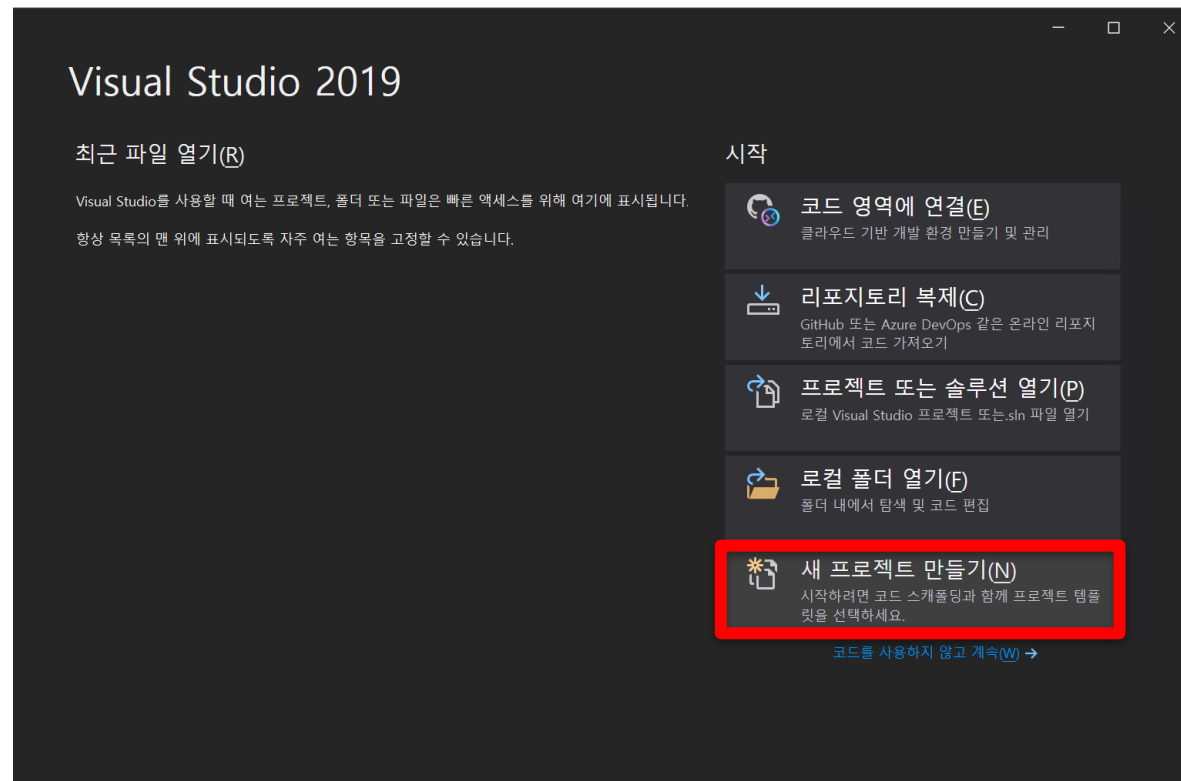 Visual Studio 2019
최근 파일 열기(R)
Visual Studio를 사용할 때 여는 프로젝트, 폴더 또는 파일은 빠른 액세스를 위해 여기에 표시됩니다.
항상 목록의 맨 위에 표시되도록 자주 여는 항목을 고정할 수 있습니다.
시작
코드 영역에 연결(E)
클라우드 기반 개발 환경 만들기 및 관리
리포지토리 복제(C)
GitHub 또는 Azure DevOps 같은 온라인 리포지
토리에서 코드 가져오기
프로젝트 또는 솔루션 열기(P)
로컬 Visual Studio 프로젝트 또는.sln 파일 열기
로컬 폴더 열기(F)
폴더 내에서 탐색 및 코드 편집
새 프로젝트 만들기(N)
시작하려면 코드 스캐폴딩과 함께 프로젝트 템플
릿을 선택하세요.
코드를 사용하지 않고 계속(W) →